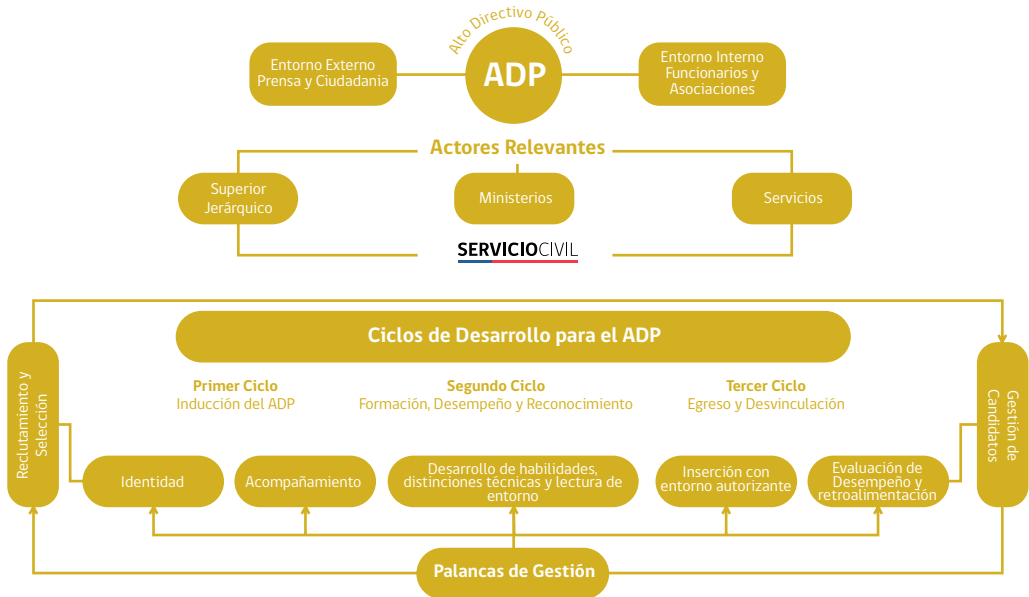 Alto Directivo Público
ADP
Entorno Externo
Prensa y Ciudadania
Entorno Interno
Funcionarios y
Asociaciones
Actores Relevantes
Superior
Jerárquico
Ministerios
Servicios
SERVICIOCIVIL
Ciclos de Desarrollo para el ADP
Primer Ciclo
Inducción del ADP
Segundo Ciclo
Formación, Desempeño y Reconocimiento
Tercer Ciclo
Egreso y Desvinculación
Reclutamiento y
Selección
Gestión de
Candidatos
Identidad
Acompañamiento
Desarrollo de habilidades,
distinciones técnicas y lectura de
entorno
Inserción con
entorno autorizante
Evaluación de
Desempeño y
retroalimentación
Palancas de Gestión